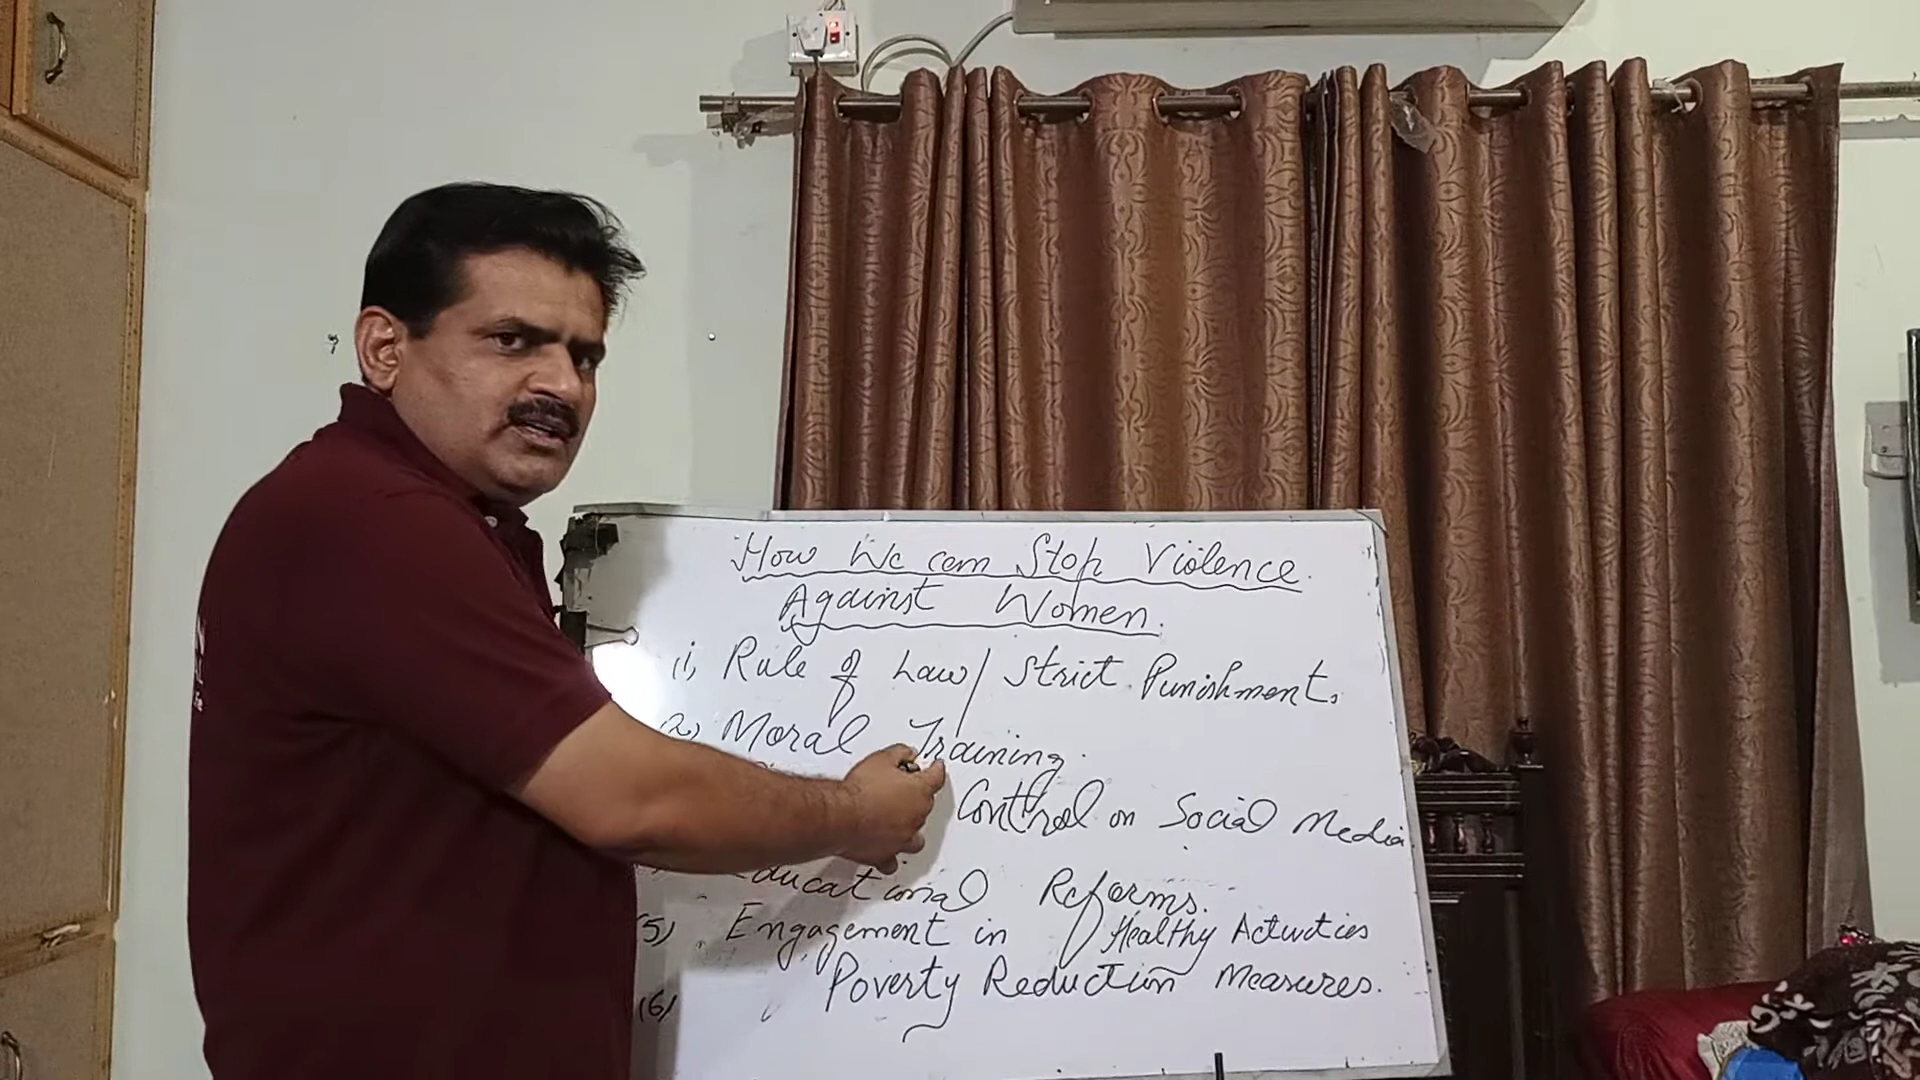 How We can Stop Violence.
Against Women.
(1) Rule of Law / Strict Punishments
(2) Moral Training.
Control on Social Media.
Educational Reforms.
(5) Engagement in Healthy Activities
(6) Poverty Reduction Measures.